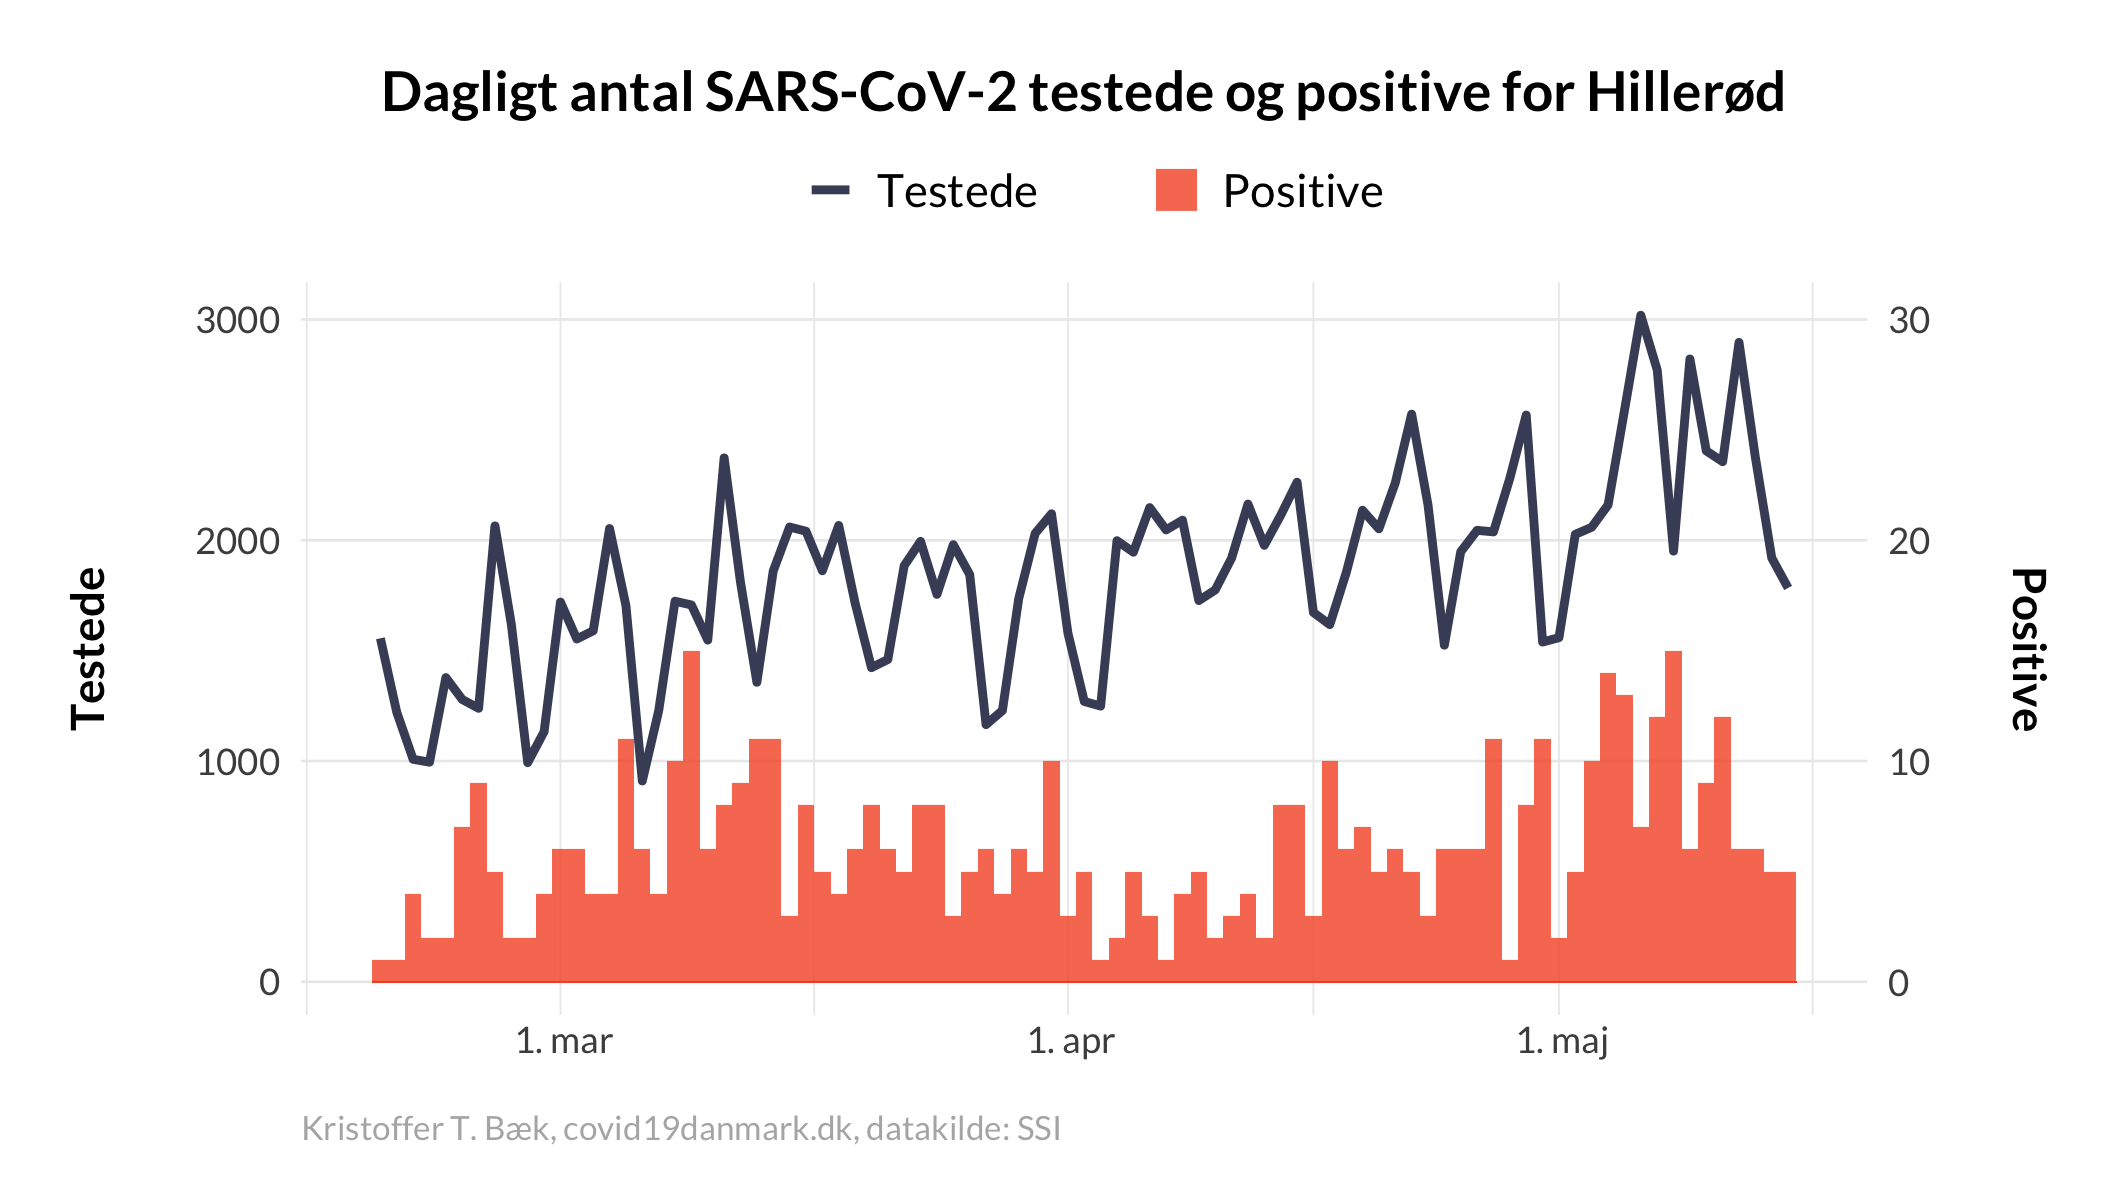 Dagligt antal SARS-CoV-2 testede og positive for Hillerød
Testede
Positive
3000
2000
1000
0
30
20
10
0
Testede
Positive
1. mar
1. apr
1. maj
Kristoffer T. Bæk, covid19danmark.dk, datakilde: SSI